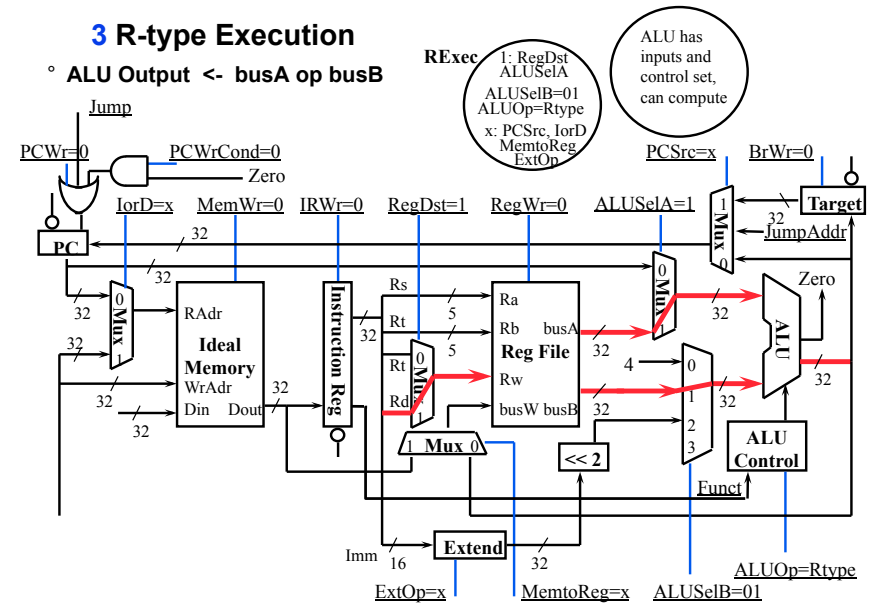 3 R-type Execution
° ALU Output <- busA op busB
RExec
1: RegDst
ALUSelA
ALUSelB=01
ALUOp=Rtype
x: PCSrc, IorD
MemtoReg
ExtOp
ALU has
inputs and
control set,
can compute
Jump
PCWr=0
PCWrCond=0
Zero
PCSrc=x
BrWr=0
IorD=x
MemWr=0
IRWr=0
RegDst=1
RegWr=0
ALUSelA=1
1
Mux
0
32
Target
JumpAddr
PC
32
32
32
0
Mux
1
32
RAdr
Ideal
Memory
WrAdr
Din
Dout
32
32
32
Instruction Reg
32
Rs
Rt
5
5
Rt
Rd
0
Mux
1
Ra
Rb
busA
Reg File
Rw
busW
busB
32
32
0
Mux
1
32
4
0
1
2
3
32
Zero
ALU
32
ALU
Control
1 Mux 0
<< 2
Funct
Imm
16
Extend
32
ExtOp=x
MemtoReg=x
ALUSelB=01
ALUOp=Rtype